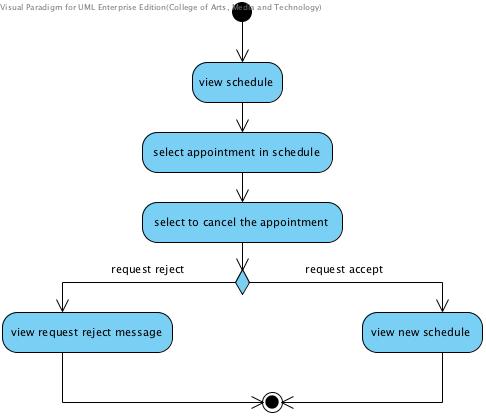 Visual Paradigm for UML Enterprise Edition(College of Arts, Media and Technology)
view schedule
select appointment in schedule
select to cancel the appointment
request reject
request accept
view request reject message
view new schedule